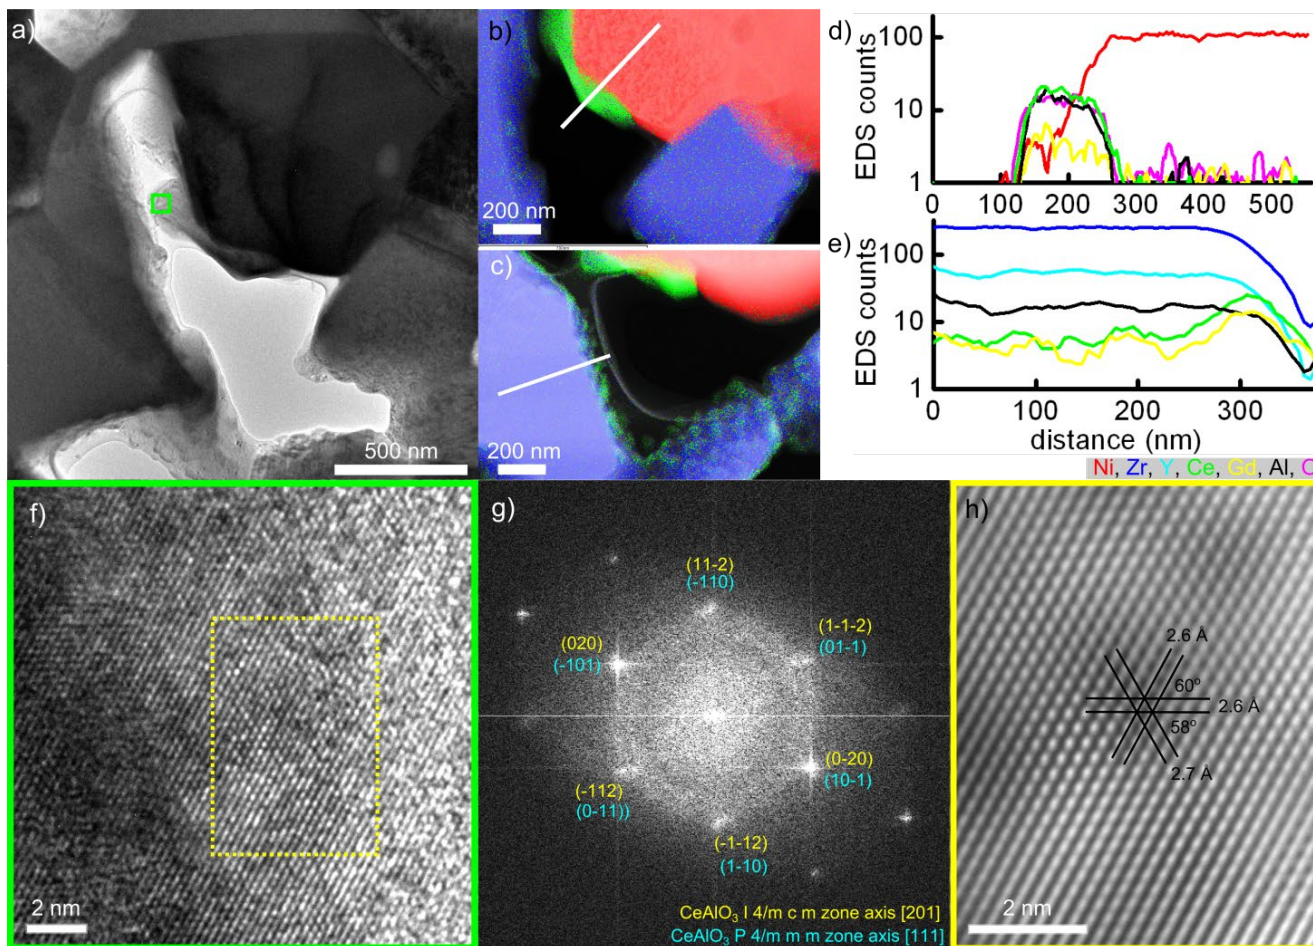 a)
500 nm
b)
200 nm
c)
200 nm
d)
EDS counts
100
10
1
0 100 200 300 400 500
e)
EDS counts
100
10
1
0 100 200 300
distance (nm)
Ni, Zr, Y, Ce, Gd, Al, O
f)
2 nm
g)
(11-2)
(-110)
(1-1-2)
(01-1)
(020)
(-101)
(0-20)
(10-1)
(-112)
(0-11))
(-1-12)
(1-10)
CeAlO₃ I 4/m c m zone axis [201]
CeAlO₃ P 4/m m m zone axis [111]
h)
2.6 Å
60º
2.6 Å
58º
2.7 Å
2 nm